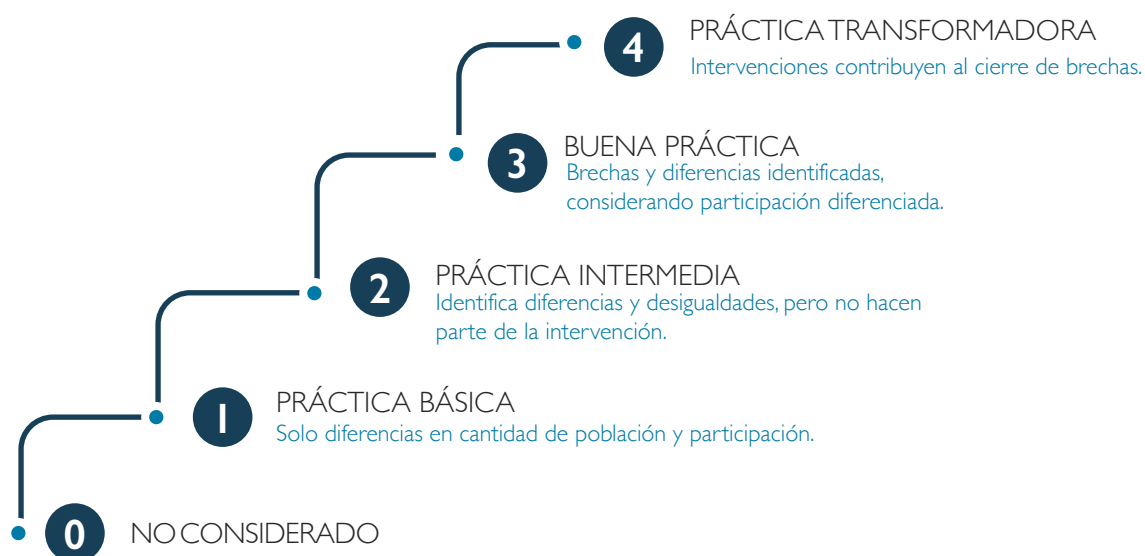 4
PRÁCTICA TRANSFORMADORA
Intervenciones contribuyen al cierre de brechas.
3
BUENA PRÁCTICA
Brechas y diferencias identificadas,
considerando participación diferenciada.
2
PRÁCTICA INTERMEDIA
Identifica diferencias y desigualdades, pero no hacen
parte de la intervención.
1
PRÁCTICA BÁSICA
Solo diferencias en cantidad de población y participación.
0
NO CONSIDERADO